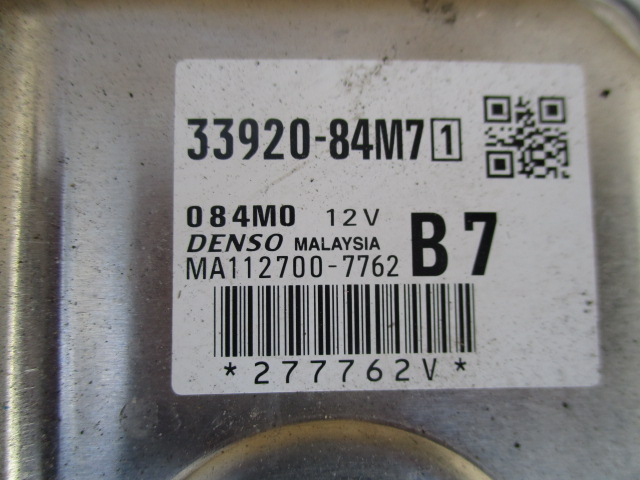 33920-84M7 1
084M0 12V
DENSO MALAYSIA
MA112700-7762 B7
*277762V*